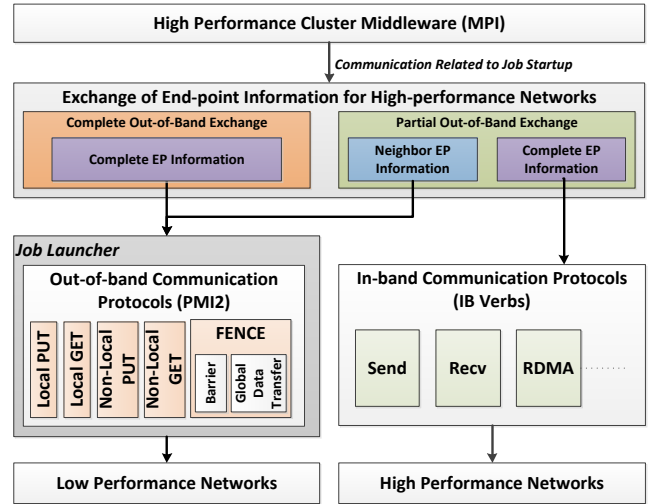 High Performance Cluster Middleware (MPI)
Communication Related to Job Startup
Exchange of End-point Information for High-performance Networks
Complete Out-of-Band Exchange
Complete EP Information
Partial Out-of-Band Exchange
Neighbor EP
Information
Complete EP
Information
Job Launcher
Out-of-band Communication
Protocols (PMI2)
Local PUT
Local GET
Non-Local
PUT
Non-Local
GET
FENCE
Barrier
Global
Data
Transfer
In-band Communication Protocols
(IB Verbs)
Send
Recv
RDMA
Low Performance Networks
High Performance Networks